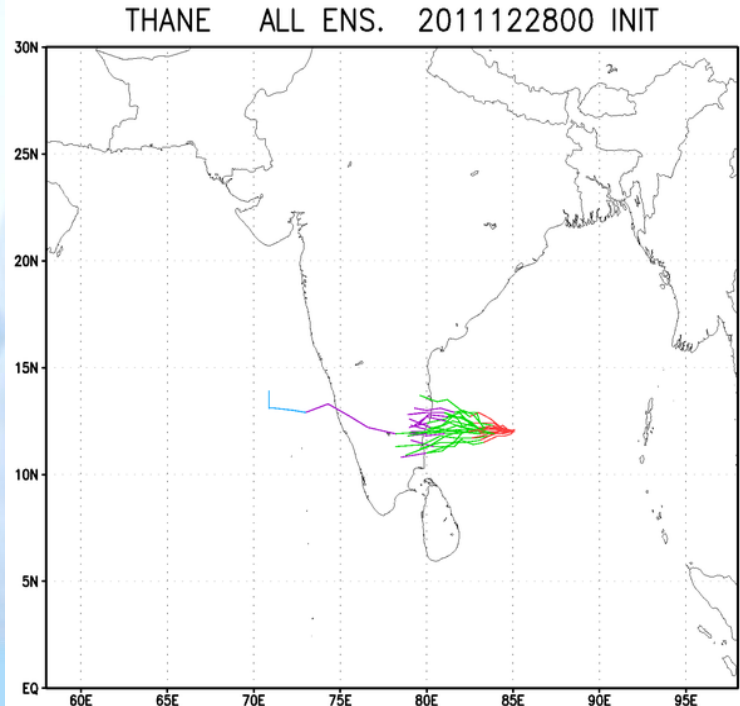 THANE ALL ENS. 2011122800 INIT
30N
25N
20N
15N
10N
5N
EQ
60E 65E 70E 75E 80E 85E 90E 95E